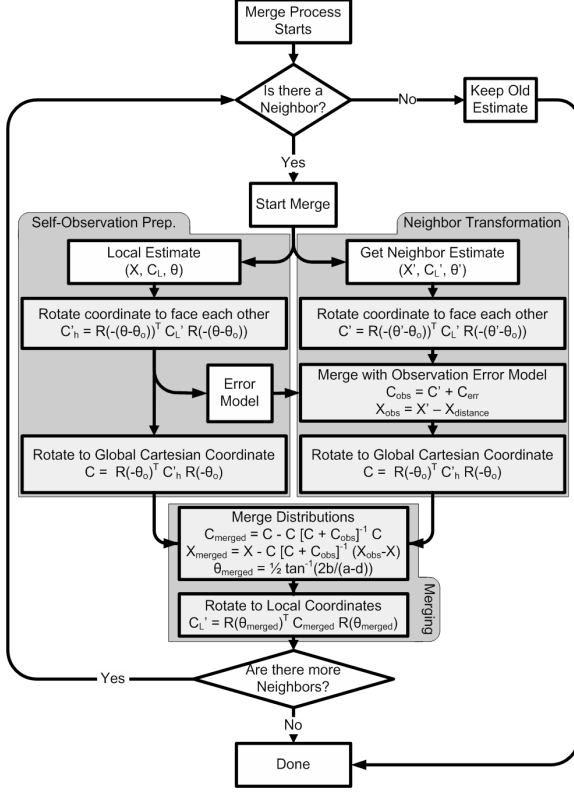 Merge Process
Starts
Is there a
Neighbor?
No
Keep Old
Estimate
Yes
Start Merge
Self-Observation Prep.
Neighbor Transformation
Local Estimate
(X, C_L, θ)
Get Neighbor Estimate
(X', C_L', θ')
Rotate coordinate to face each other
C'_h = R(-(θ-θ_o))^T C_L' R(-(θ-θ_o))
Rotate coordinate to face each other
C' = R(-(θ'-θ_o))^T C_L' R(-(θ'-θ_o))
Error
Model
Merge with Observation Error Model
C_obs = C' + C_err
X_obs = X' – X_distance
Rotate to Global Cartesian Coordinate
C = R(-θ_o)^T C'_h R(-θ_o)
Rotate to Global Cartesian Coordinate
C = R(-θ_o)^T C'_h R(-θ_o)
Merge Distributions
C_merged = C - C [C + C_obs]^-1 C
X_merged = X - C [C + C_obs]^-1 (X_obs-X)
θ_merged = ½ tan^-1(2b/(a-d))
Merging
Rotate to Local Coordinates
C_L' = R(θ_merged)^T C_merged R(θ_merged)
Are there more
Neighbors?
Yes
No
Done